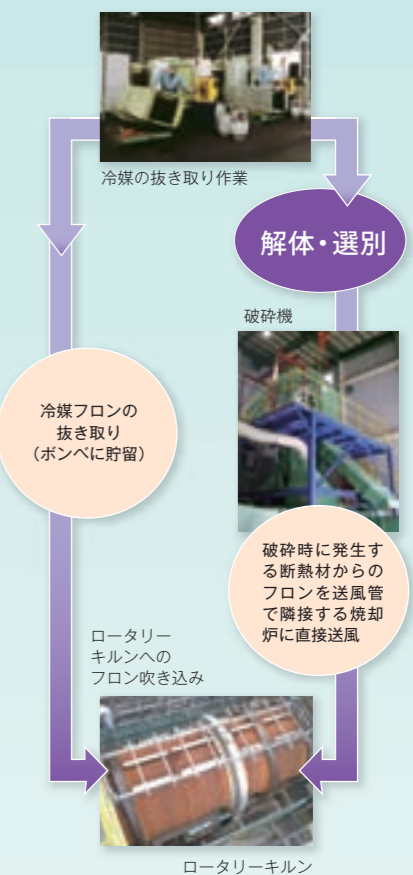 冷媒の抜き取り作業
解体・選別
破砕機
冷媒フロンの
抜き取り
（ボンベに貯留）
破砕時に発生す
る断熱材からの
フロンを送風管
で隣接する焼却
炉に直接送風
ロータリー
キルンへの
フロン吹き込み
ロータリーキルン